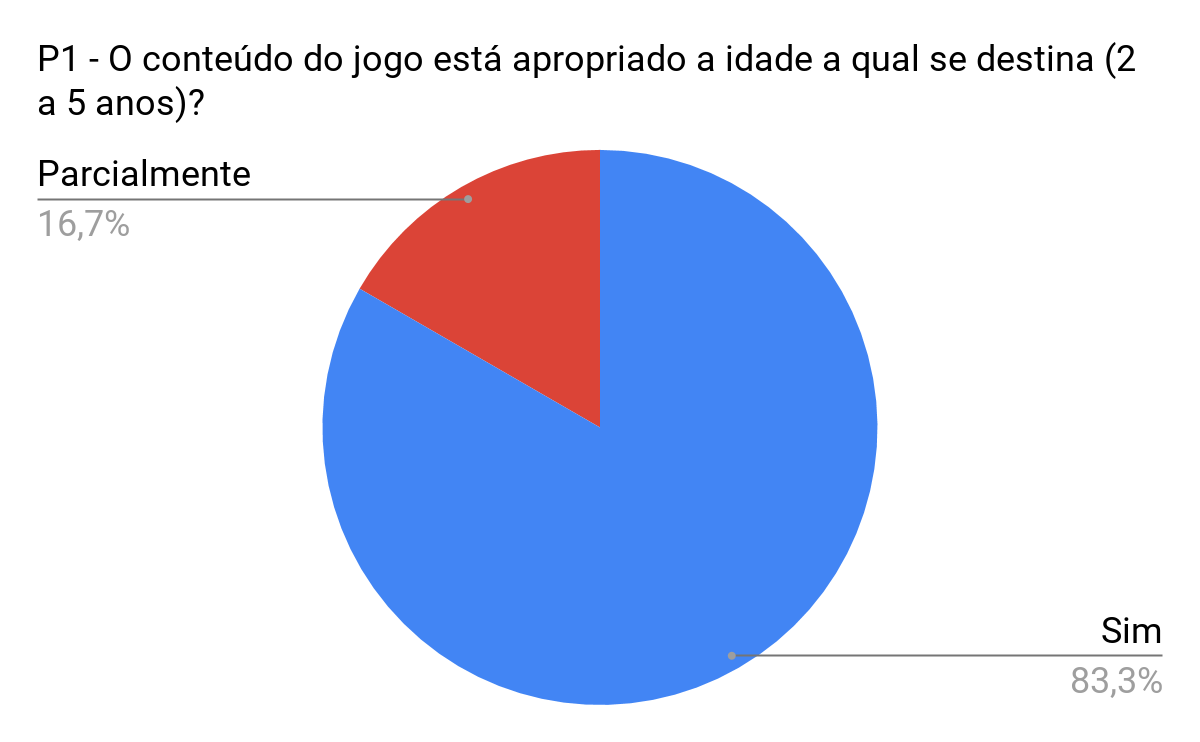 P1 - O conteúdo do jogo está apropriado a idade a qual se destina (2
a 5 anos)?
Parcialmente
16,7%
Sim
83,3%